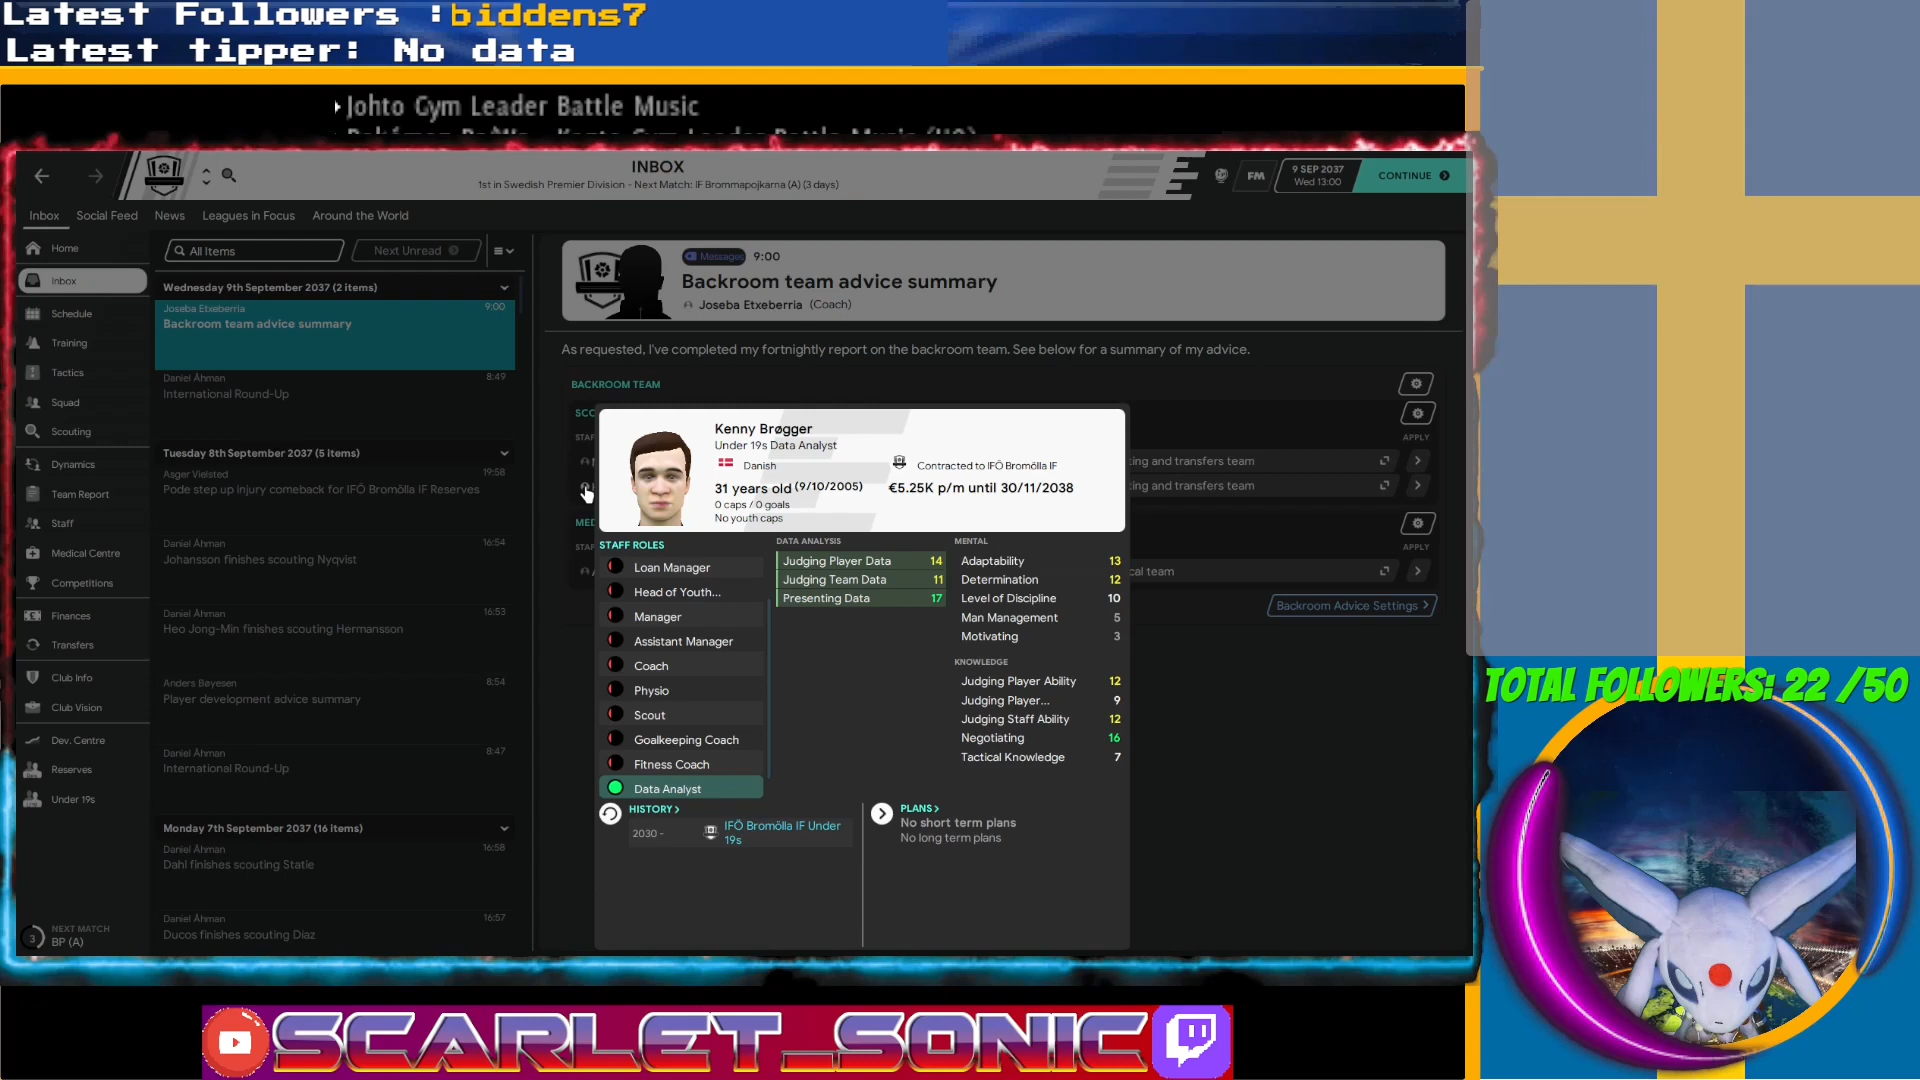 Latest Followers :biddens7
Latest tipper: No data
Johto Gym Leader Battle Music
INBOX
1st in Swedish Premier Division - Next Match: IF Brommapojkarna (A) (3 days)
FM
9 SEP 2037
Wed 13:00
CONTINUE
Inbox
Social Feed
News
Leagues in Focus
Around the World
Home
Inbox
Schedule
Training
Tactics
Squad
Scouting
Dynamics
Team Report
Staff
Medical Centre
Competitions
Finances
Transfers
Club Info
Club Vision
Dev. Centre
Reserves
Under 19s
3
NEXT MATCH
BP (A)
All Items
Next Unread
Wednesday 9th September 2037 (2 items)
Joseba Etxeberria 9:00
Backroom team advice summary
Daniel Åhman 8:49
International Round-Up
Tuesday 8th September 2037 (5 items)
Asger Vielsted 19:58
Pode step up injury comeback for IFÖ Bromölla IF Reserves
Daniel Åhman 16:54
Johansson finishes scouting Nyqvist
Daniel Åhman 16:53
Heo Jong-Min finishes scouting Hermansson
Anders Bøyesen 8:54
Player development advice summary
Daniel Åhman 8:47
International Round-Up
Monday 7th September 2037 (16 items)
Daniel Åhman 16:58
Dahl finishes scouting Statie
Daniel Åhman 16:57
Ducos finishes scouting Díaz
Messages 9:00
Backroom team advice summary
Joseba Etxeberria (Coach)
As requested, I've completed my fortnightly report on the backroom team. See below for a summary of my advice.
BACKROOM TEAM
SCO
STAF
APPLY
ting and transfers team
ting and transfers team
MED
STAF
APPLY
cal team
Backroom Advice Settings
Kenny Brøgger
Under 19s Data Analyst
Danish
Contracted to IFÖ Bromölla IF
31 years old (9/10/2005)
€5.25K p/m until 30/11/2038
0 caps / 0 goals
No youth caps
STAFF ROLES
Loan Manager
Head of Youth...
Manager
Assistant Manager
Coach
Physio
Scout
Goalkeeping Coach
Fitness Coach
Data Analyst
DATA ANALYSIS
Judging Player Data 14
Judging Team Data 11
Presenting Data 17
MENTAL
Adaptability 13
Determination 12
Level of Discipline 10
Man Management 5
Motivating 3
KNOWLEDGE
Judging Player Ability 12
Judging Player... 9
Judging Staff Ability 12
Negotiating 16
Tactical Knowledge 7
HISTORY
2030 -
IFÖ Bromölla IF Under
19s
PLANS
No short term plans
No long term plans
TOTAL FOLLOWERS: 22 /50
SCARLET_SONIC